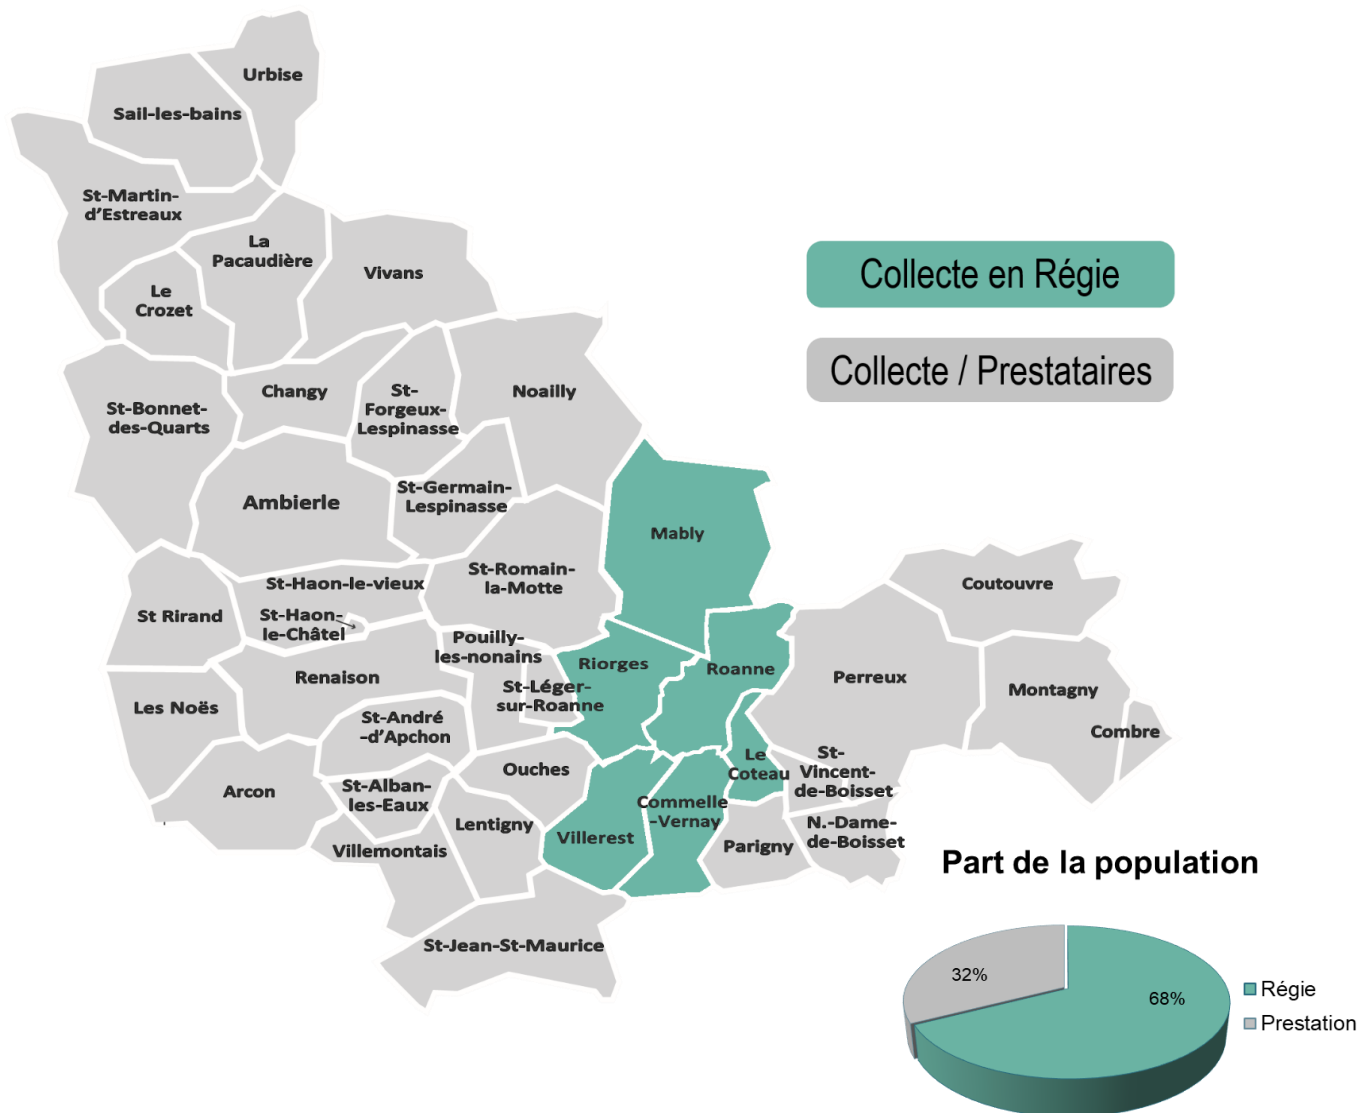 Urbise
Sail-les-bains
St-Martin-
d'Estreaux
La
Pacaudière
Vivans
Le
Crozet
Collecte en Régie
Collecte / Prestataires
Changy
St-
Forgeux-
Lespinasse
Noailly
St-Bonnet-
des-Quarts
Ambierle
St-Germain-
Lespinasse
Mably
St-Romain-
la-Motte
St-Haon-le-vieux
St-Haon-
le-Châtel
St Rirand
Coutouvre
Pouilly-
les-nonains
Riorges
Roanne
Renaison
St-Léger-
sur-Roanne
Perreux
Montagny
Les Noës
St-André
-d'Apchon
Combre
Le
Coteau
St-
Vincent-
de-Boisset
Ouches
Arcon
St-Alban-
les-Eaux
Commelle
-Vernay
Lentigny
Villerest
N.-Dame-
de-Boisset
Parigny
Villemontais
St-Jean-St-Maurice
Part de la population
32%
68%
Régie
Prestation